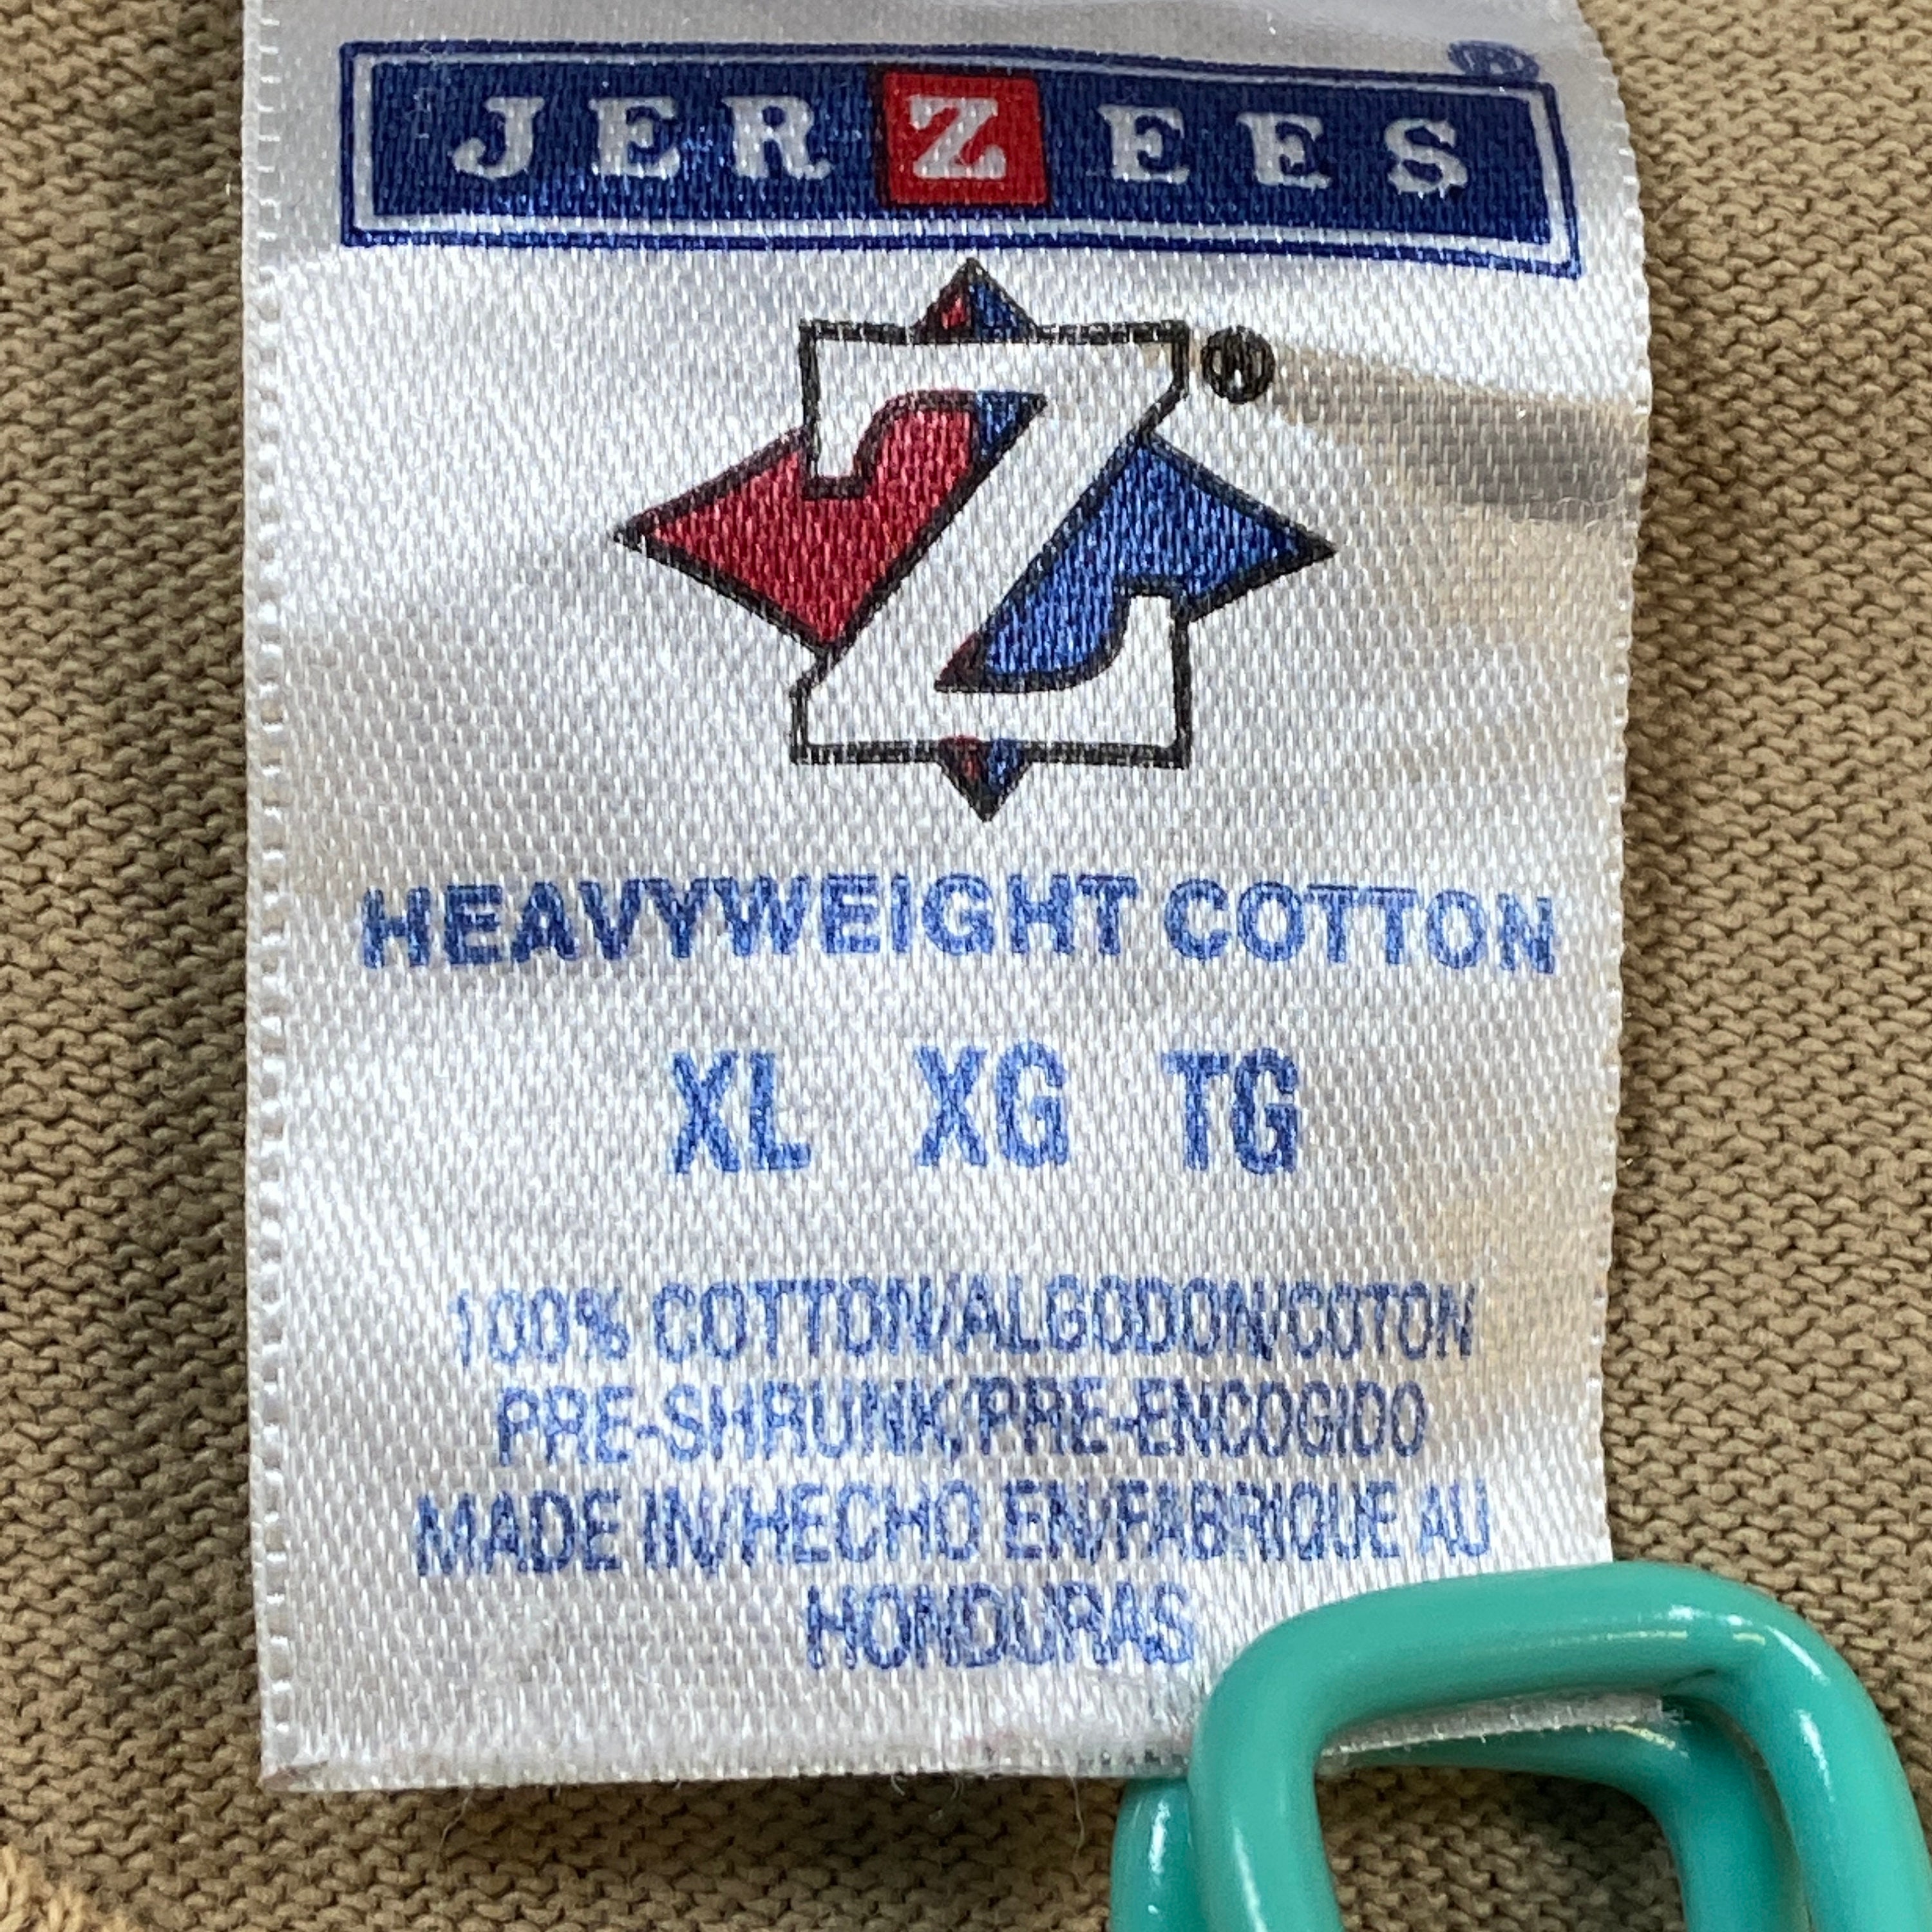 JERZEES®
Z®
HEAVYWEIGHT COTTON
XL XG TG
100% COTTON/ALGODON/COTON
PRE-SHRUNK/PRE-ENCOGIDO
MADE IN/HECHO EN/FABRIQUE AU
HONDURAS